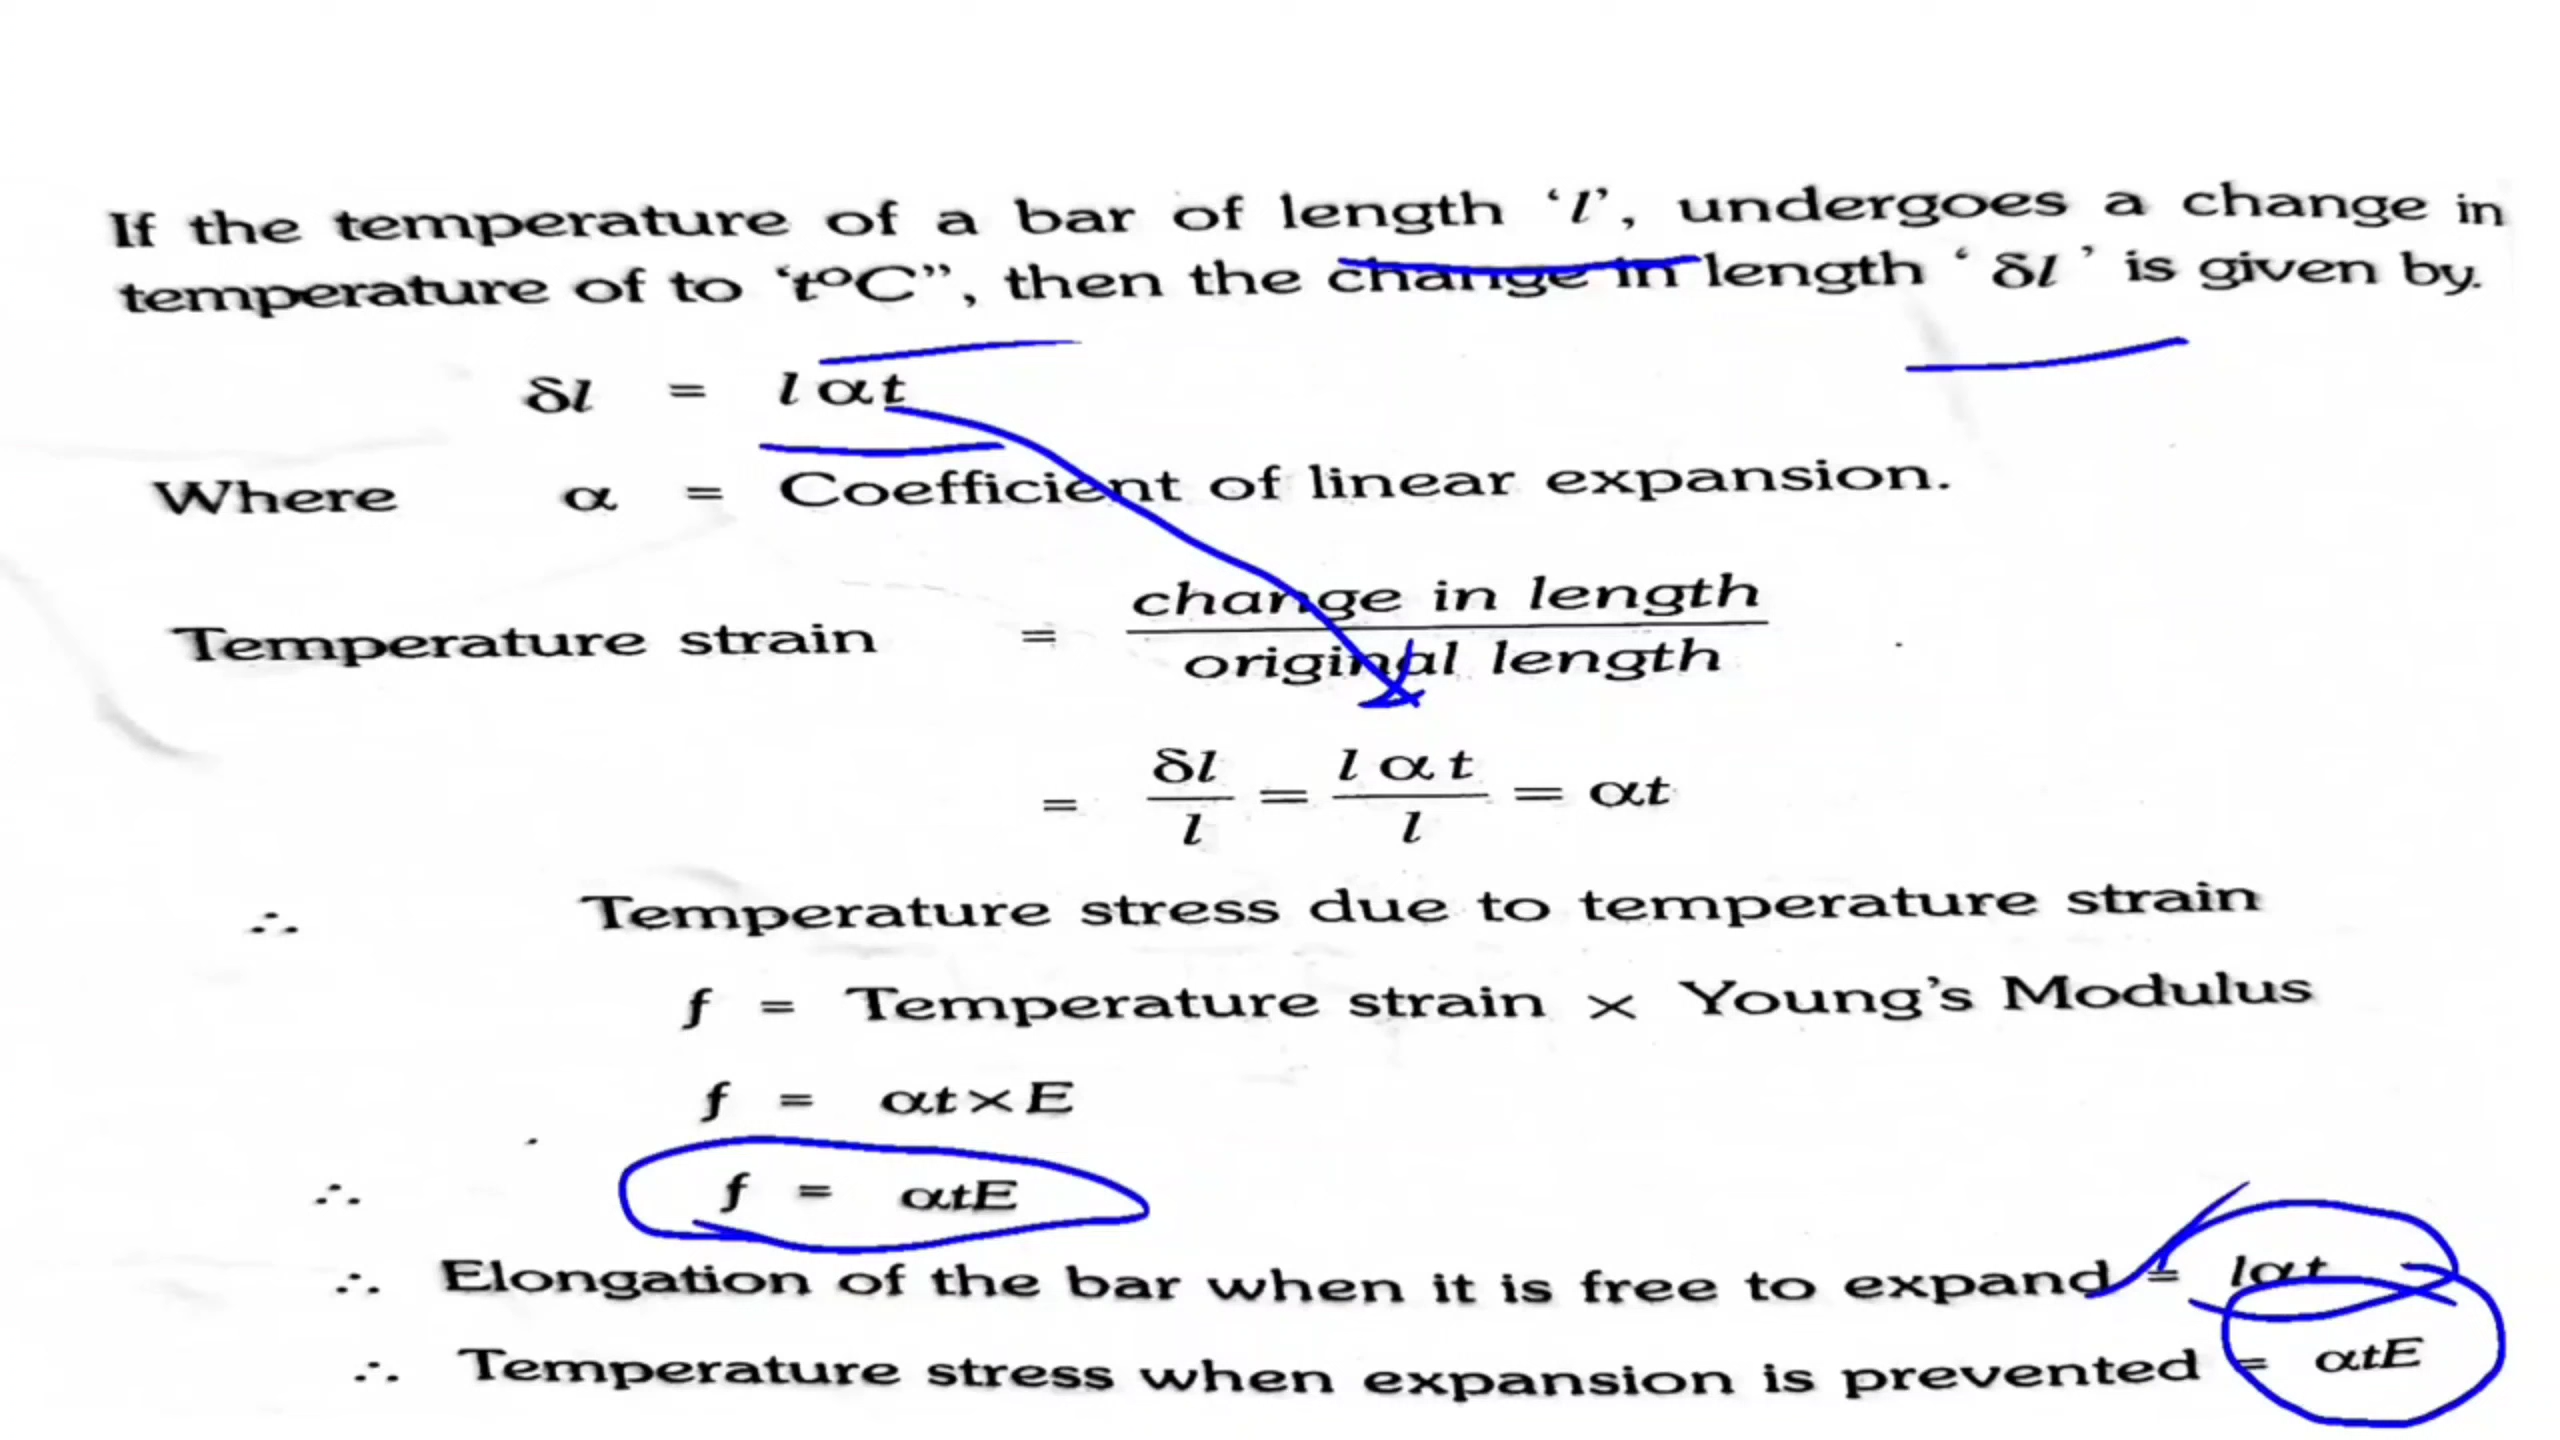 If the temperature of a bar of length ‘l’, undergoes a change in
temperature of to ‘t°C”, then the change in length ‘ δl ’ is given by.
δl = l αt
Where α = Coefficient of linear expansion.
Temperature strain = change in length / original length
= δl / l = l α t / l = αt
∴ Temperature stress due to temperature strain
f = Temperature strain × Young’s Modulus
f = αt×E
∴ f = αtE
∴ Elongation of the bar when it is free to expand = lαt
∴ Temperature stress when expansion is prevented = αtE